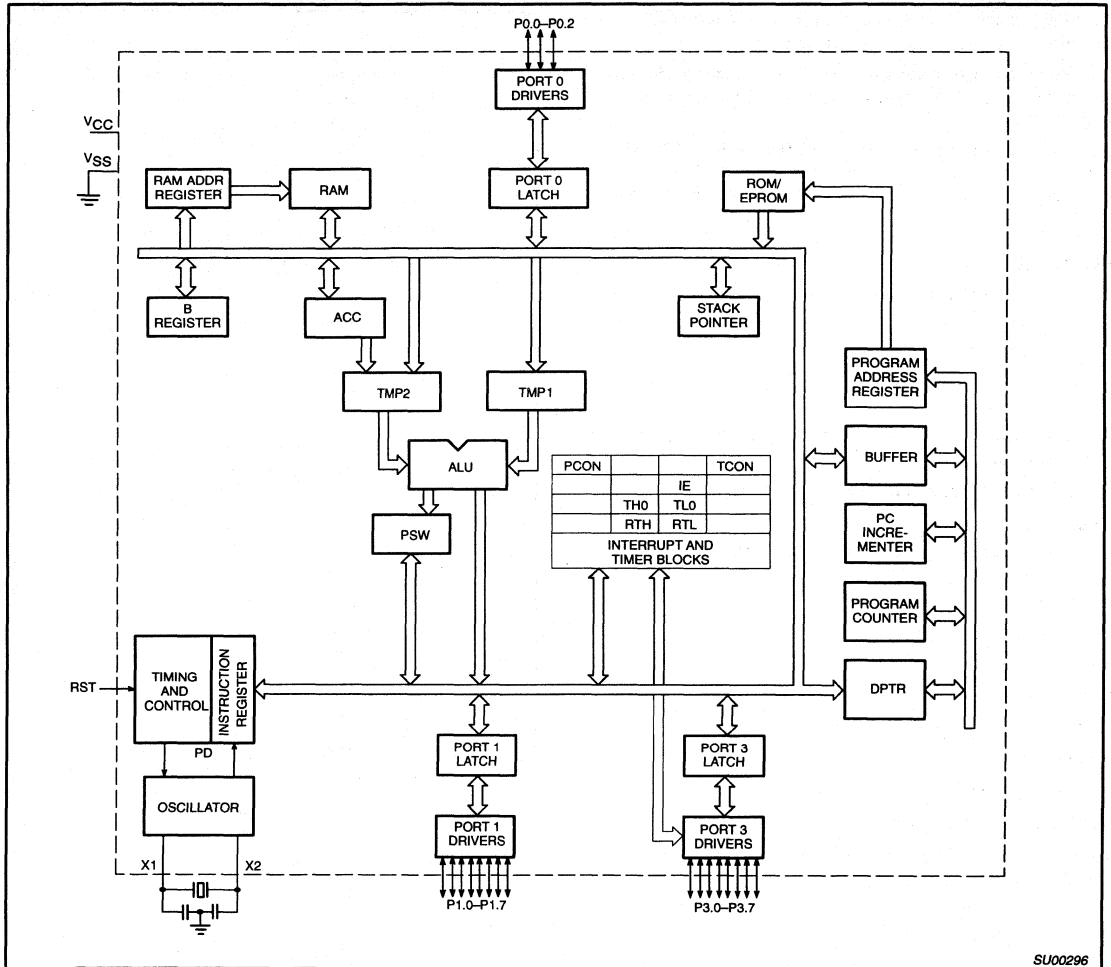 P0.0–P0.2
PORT 0
DRIVERS
VCC
VSS
RAM ADDR
REGISTER
RAM
PORT 0
LATCH
ROM/
EPROM
B
REGISTER
ACC
STACK
POINTER
PROGRAM
ADDRESS
REGISTER
TMP2
TMP1
BUFFER
ALU
PCON TCON
IE
TH0 TL0
RTH RTL
INTERRUPT AND
TIMER BLOCKS
PSW
PC
INCRE-
MENTER
PROGRAM
COUNTER
RST
TIMING
AND
CONTROL
INSTRUCTION
REGISTER
DPTR
PD
PORT 1
LATCH
PORT 3
LATCH
OSCILLATOR
PORT 1
DRIVERS
PORT 3
DRIVERS
X1 X2
P1.0–P1.7
P3.0–P3.7
SU00296